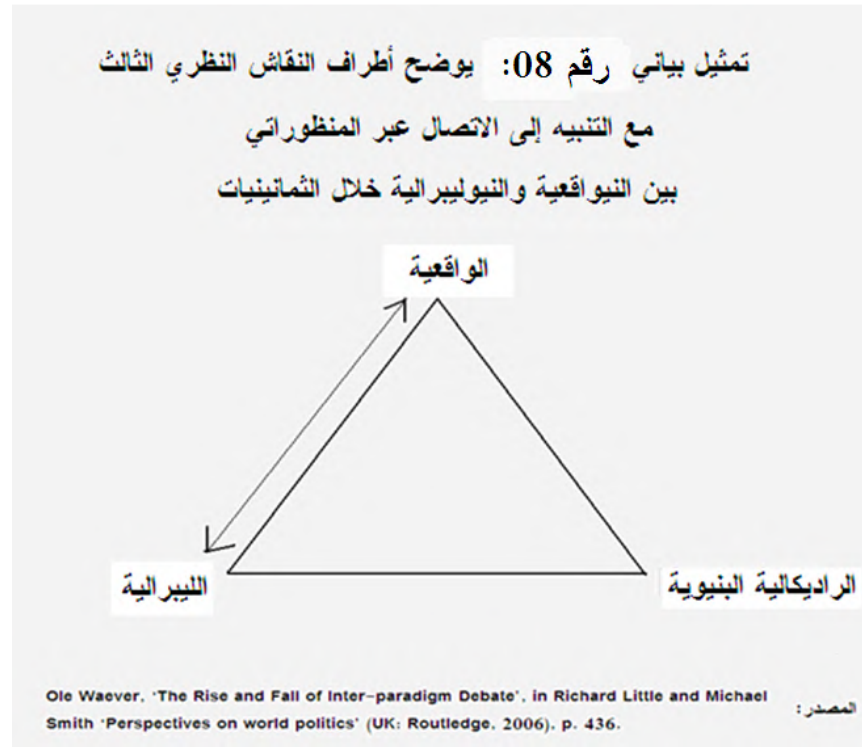 تمثيل بياني رقم 08: يوضح أطراف النقاش النظري الثالث
مع التنبيه إلى الاتصال عبر المنظوراتي
بين النيواقعية والنيوليبرالية خلال الثمانينيات
الواقعية
الليبرالية
الراديكالية البنيوية
المصدر:
Ole Waever, 'The Rise and Fall of Inter-paradigm Debate', in Richard Little and Michael
Smith 'Perspectives on world politics' (UK: Routledge, 2006). p. 436.